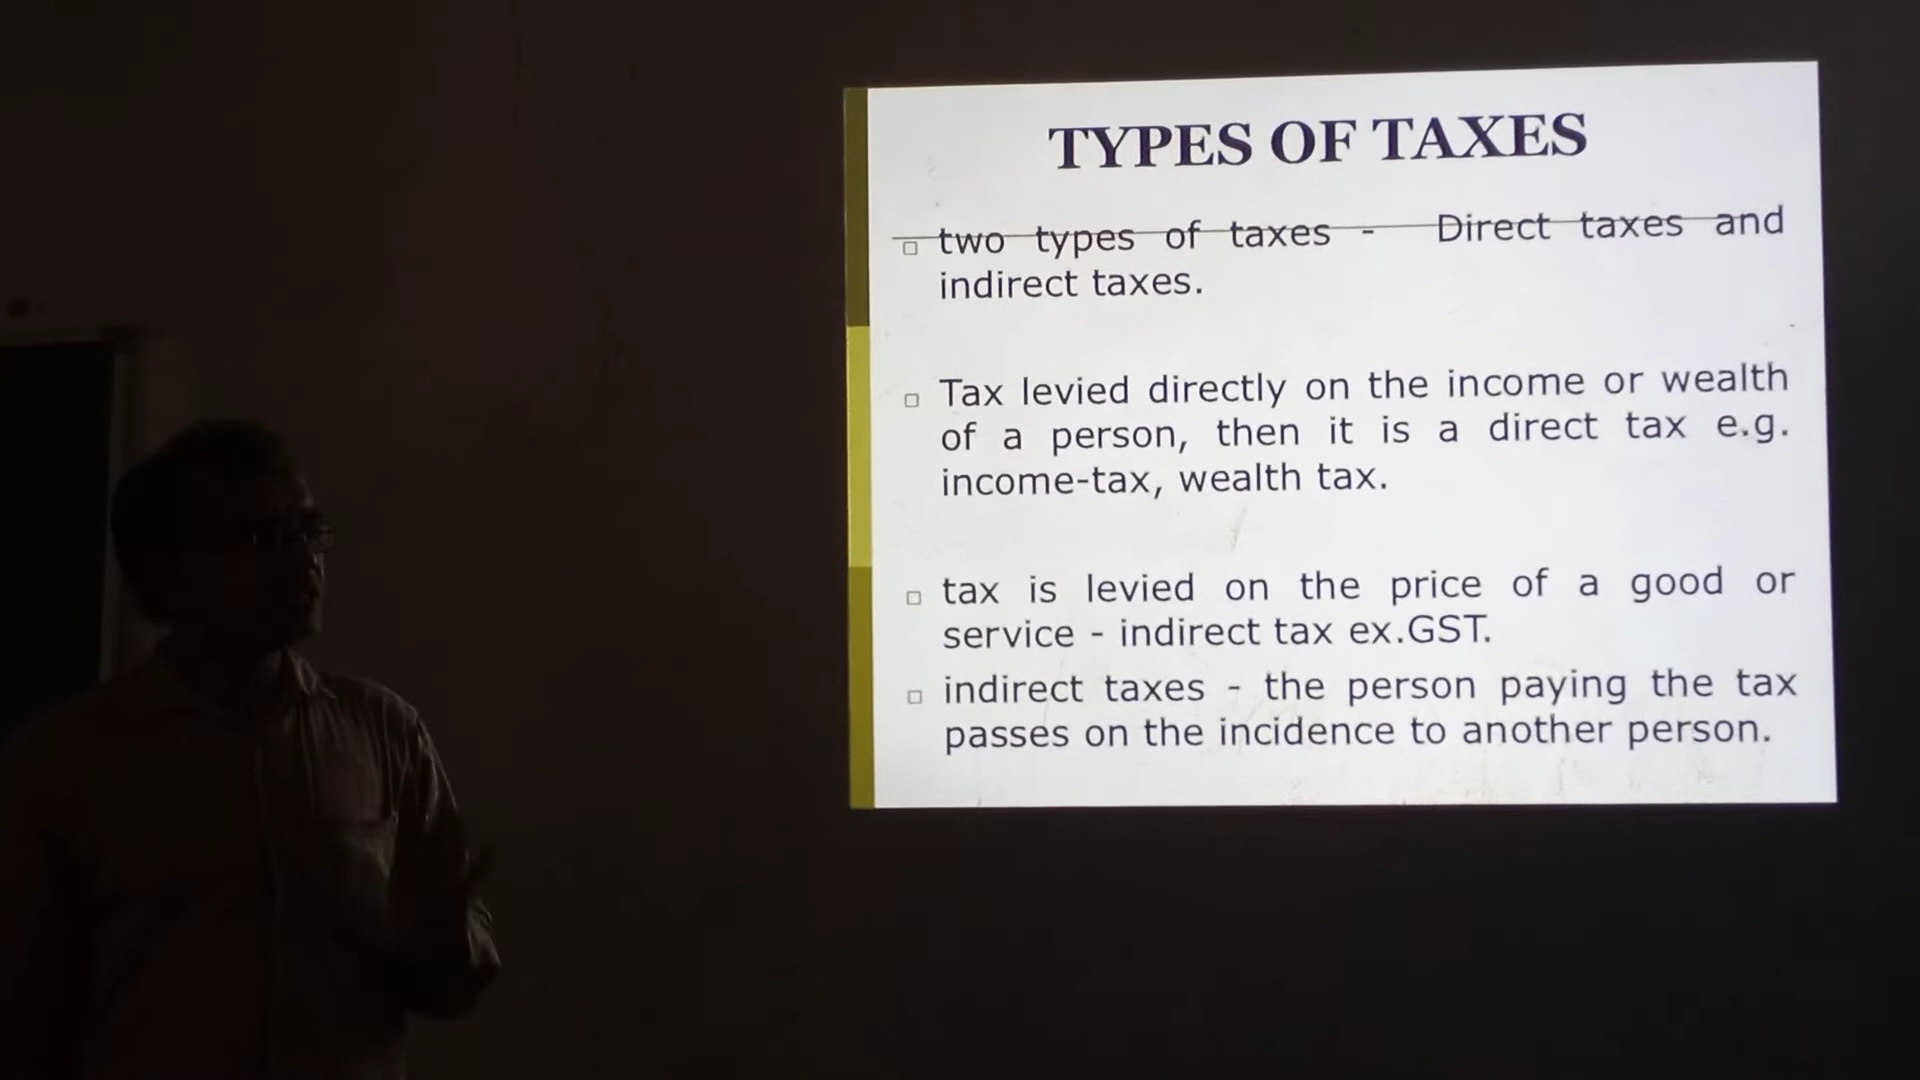 TYPES OF TAXES
two types of taxes - Direct taxes and
indirect taxes.
Tax levied directly on the income or wealth
of a person, then it is a direct tax e.g.
income-tax, wealth tax.
tax is levied on the price of a good or
service - indirect tax ex.GST.
indirect taxes - the person paying the tax
passes on the incidence to another person.